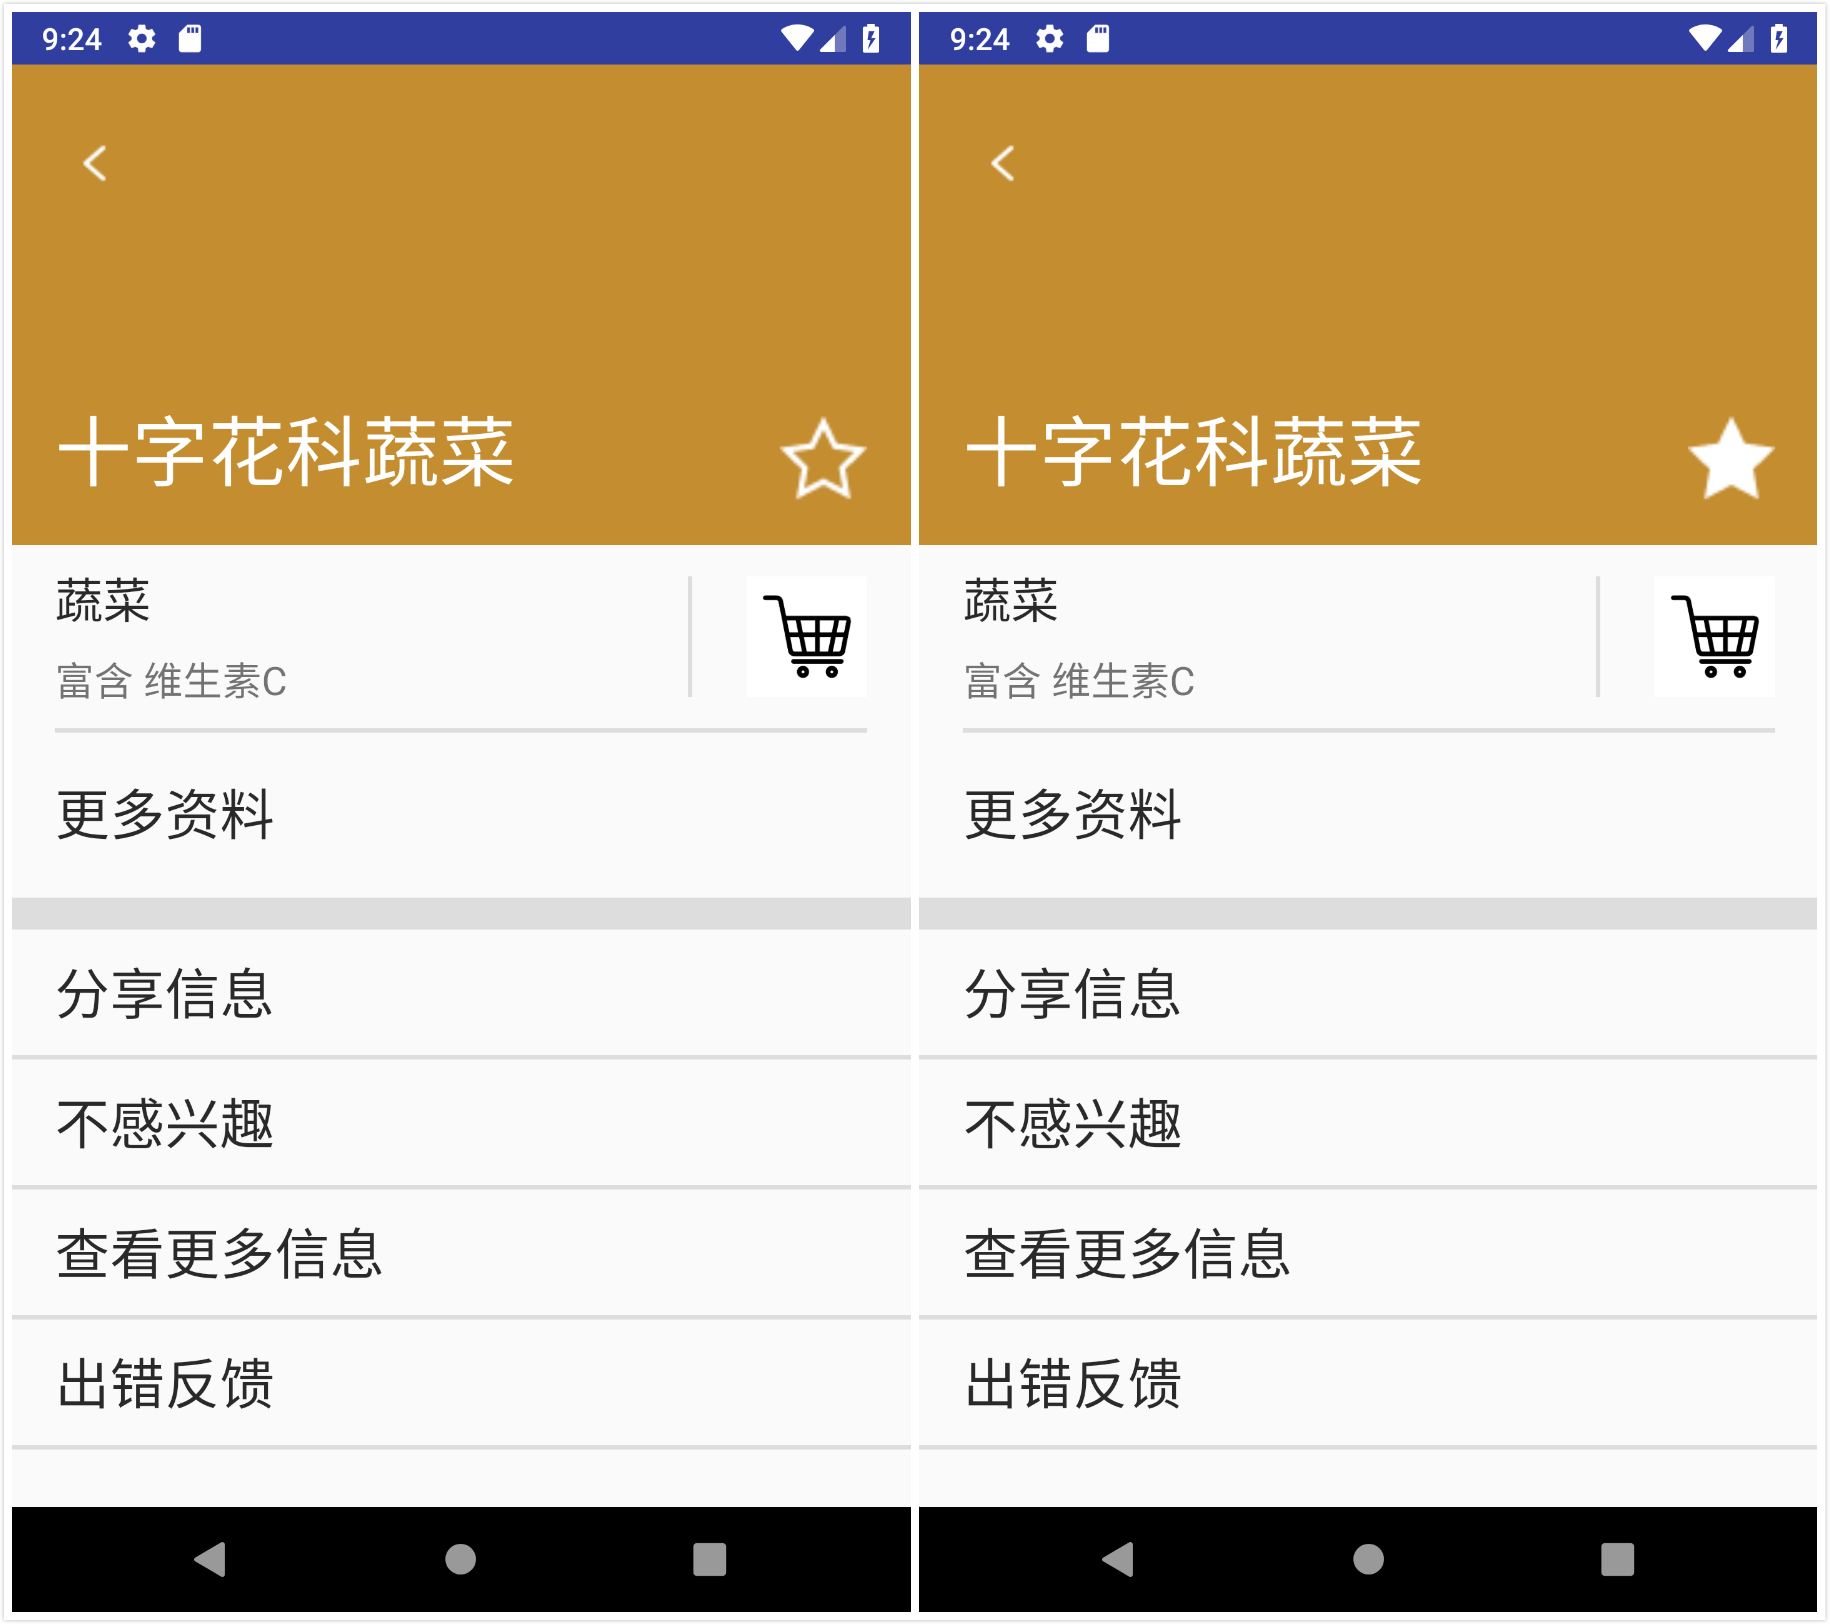 9:24
十字花科蔬菜
蔬菜
富含 维生素C
更多资料
分享信息
不感兴趣
查看更多信息
出错反馈
9:24
十字花科蔬菜
蔬菜
富含 维生素C
更多资料
分享信息
不感兴趣
查看更多信息
出错反馈